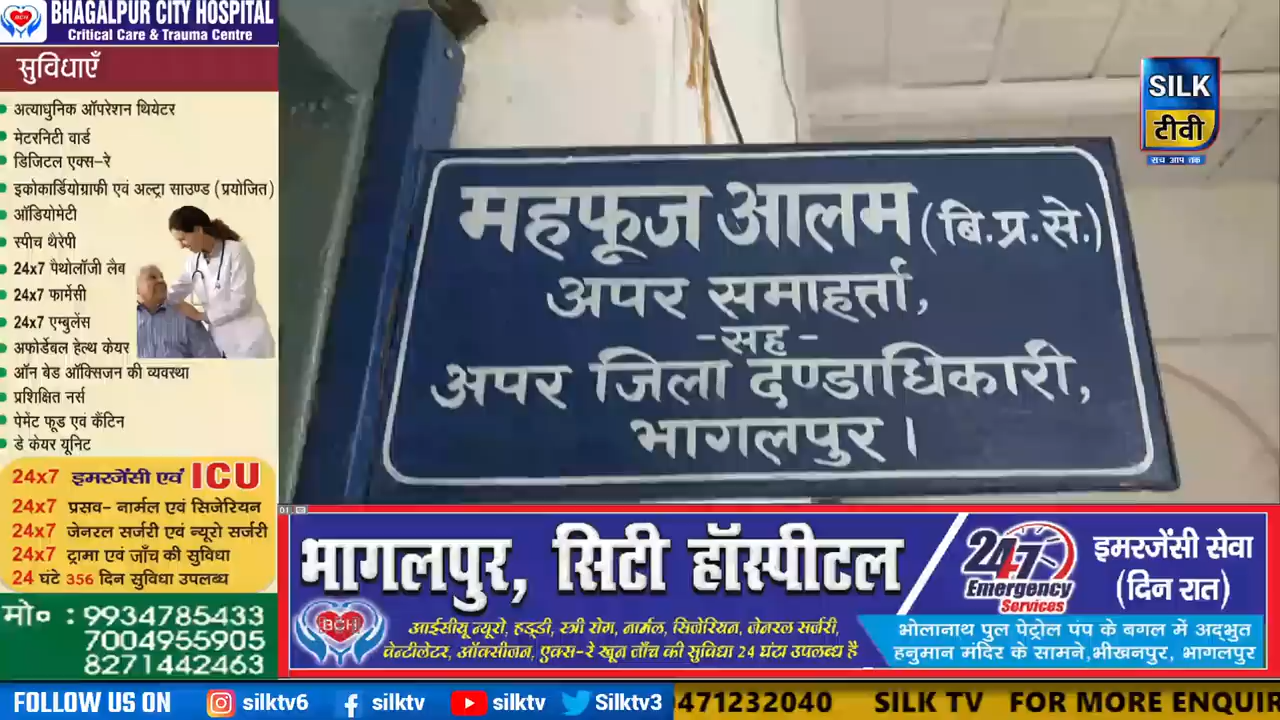 BHAGALPUR CITY HOSPITAL
Critical Care & Trauma Centre
सुविधाएँ
अत्याधुनिक ऑपरेशन थियेटर
मेटरनिटी वार्ड
डिजिटल एक्स-रे
इकोकार्डियोग्राफी एवं अल्ट्रा साउण्ड (प्रयोजित)
ऑडियोमेटी
स्पीच थैरेपी
24x7 पैथोलॉजी लैब
24x7 फार्मेसी
24x7 एम्बुलेंस
अफोर्डेबल हेल्थ केयर
ऑन बेड ऑक्सिजन की व्यवस्था
प्रशिक्षित नर्स
पेमेंट फूड एवं कैंटिन
डे केयर यूनिट
24x7 इमरजेंसी एवं ICU
24x7 प्रसव- नार्मल एवं सिजेरियन
24x7 जेनरल सर्जरी एवं न्यूरो सर्जरी
24x7 ट्रामा एवं जाँच की सुविधा
24 घंटे 356 दिन सुविधा उपलब्ध
मो० : 9934785433
7004955905
8271442463
SILK
टीवी
सच आप तक
महफूज आलम (बि.प्र.से.)
अपर समाहर्त्ता,
-सह-
अपर जिला दण्डाधिकारी,
भागलपुर।
भागलपुर, सिटी हॉस्पीटल
BCH
आईसीयू न्यूरो, हड्डी, स्त्री रोग, नार्मल, सिजेरियन, जेनरल सर्जरी,
वेन्टीलेटर, ऑक्सीजन, एक्स-रे खून जाँच की सुविधा 24 घंटा उपलब्ध है
24x7
Emergency
Services
इमरजेंसी सेवा
(दिन रात)
भोलानाथ पुल पेट्रोल पंप के बगल में अद्भुत
हनुमान मंदिर के सामने,भीखनपुर, भागलपुर
FOLLOW US ON silktv6 silktv silktv Silktv3 471232040 SILK TV FOR MORE ENQUIR